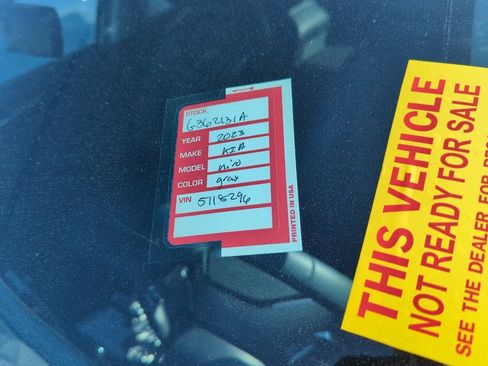 STOCK G362131A
YEAR 2023
MAKE KIA
MODEL Niro
COLOR gray
VIN 5118296
PRINTED IN USA
THIS VEHICLE
NOT READY FOR SALE
SEE THE DEALER FOR